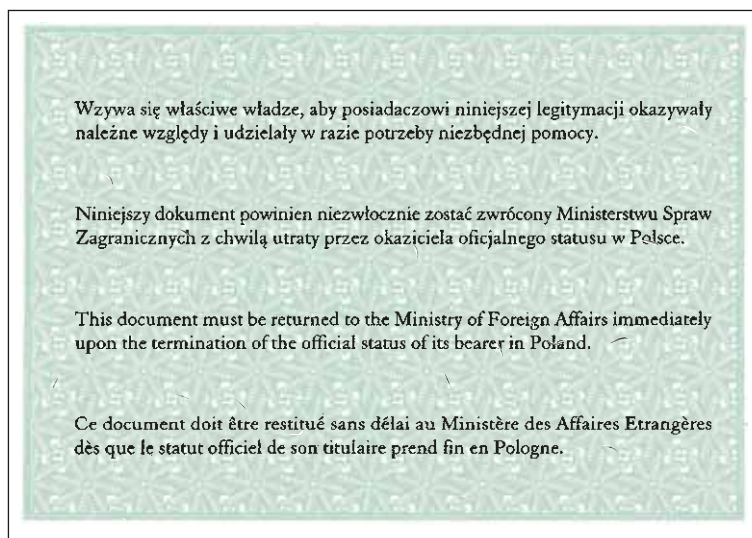 Wzywa się właściwe władze, aby posiadaczowi niniejszej legitymacji okazywały
należne względy i udzielały w razie potrzeby niezbędnej pomocy.
Niniejszy dokument powinien niezwłocznie zostać zwrócony Ministerstwu Spraw
Zagranicznych z chwilą utraty przez okaziciela oficjalnego statusu w Polsce.
This document must be returned to the Ministry of Foreign Affairs immediately
upon the termination of the official status of its bearer in Poland.
Ce document doit être restitué sans délai au Ministère des Affaires Etrangères
dès que le statut officiel de son titulaire prend fin en Pologne.